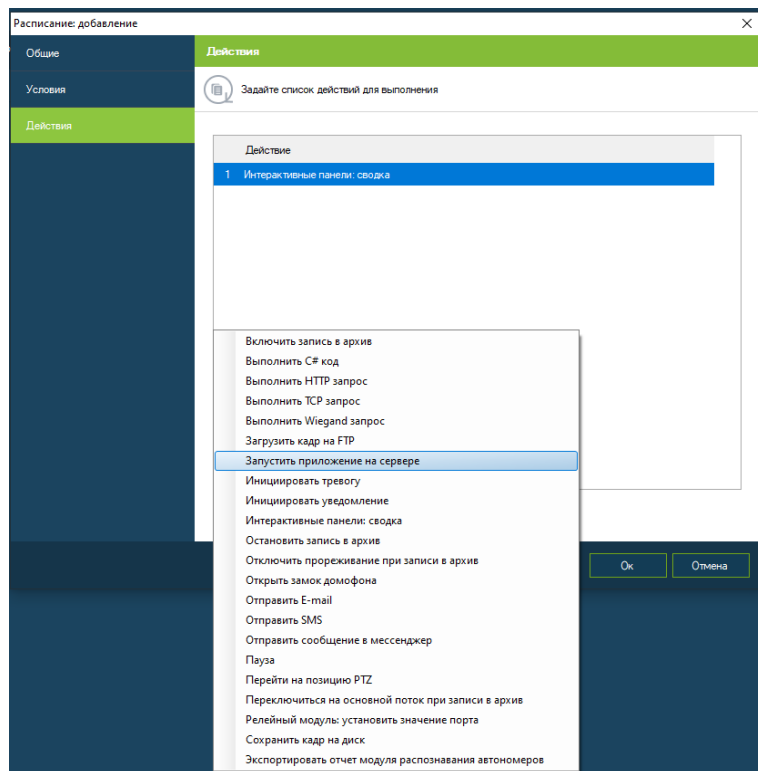 Расписание: добавление
Общие
Условия
Действия
Действия
Задайте список действий для выполнения
Действие
1 Интерактивные панели: сводка
Включить запись в архив
Выполнить C# код
Выполнить HTTP запрос
Выполнить TCP запрос
Выполнить Wiegand запрос
Загрузить кадр на FTP
Запустить приложение на сервере
Инициировать тревогу
Инициировать уведомление
Интерактивные панели: сводка
Остановить запись в архив
Отключить прореживание при записи в архив
Открыть замок домофона
Отправить E-mail
Отправить SMS
Отправить сообщение в мессенджер
Пауза
Перейти на позицию PTZ
Переключиться на основной поток при записи в архив
Релейный модуль: установить значение порта
Сохранить кадр на диск
Экспортировать отчет модуля распознавания автономеров
Ок
Отмена